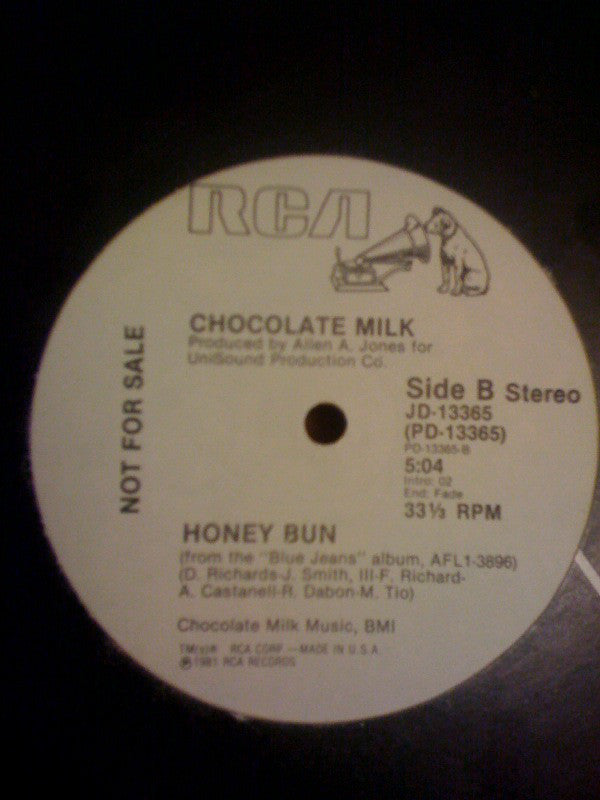 RCA
CHOCOLATE MILK
Produced by Allen A. Jones for
UniSound Production Co.
NOT FOR SALE
Side B Stereo
JD-13365
(PD-13365)
PD-13365-B
5:04
Intro: 02
End: Fade
33⅓ RPM
HONEY BUN
(from the "Blue Jeans" album, AFL1-3896)
(D. Richards-J. Smith, III-F. Richard-
A. Castanell-R. Dabon-M. Tio)
Chocolate Milk Music, BMI
TM(s)® RCA CORP.—MADE IN U.S.A.
℗1981 RCA RECORDS